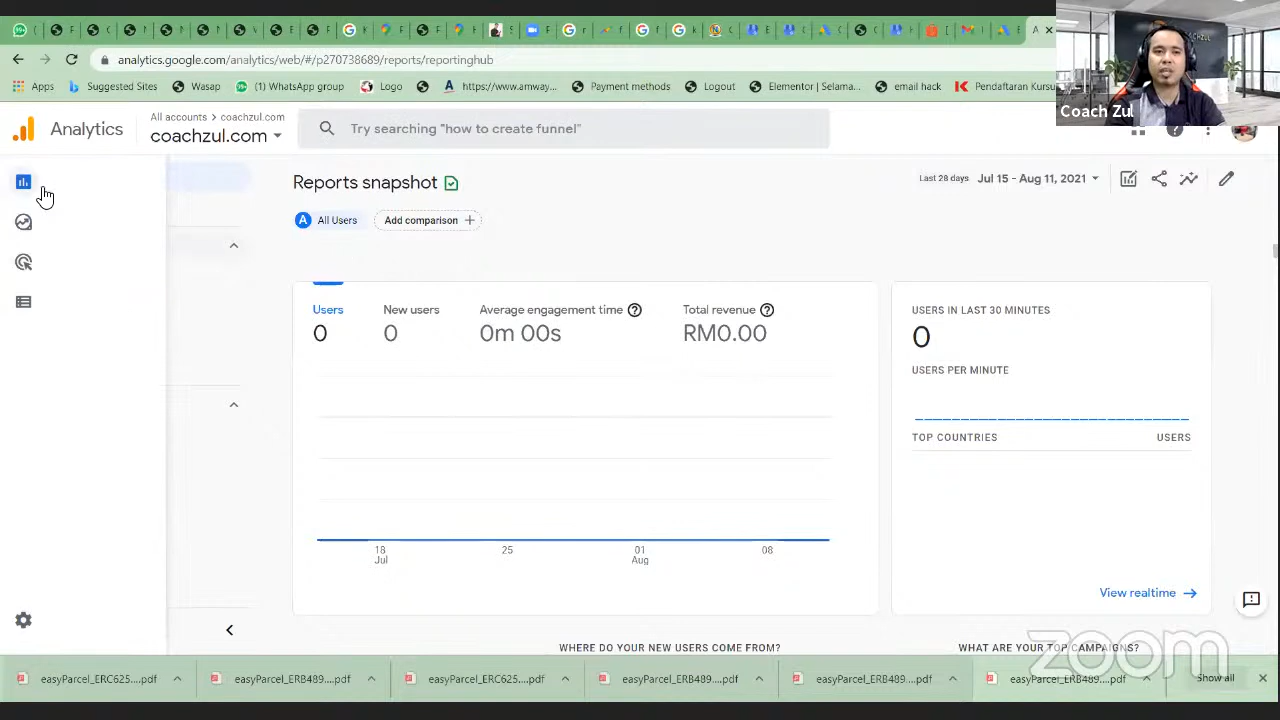 analytics.google.com/analytics/web/#/p270738689/reports/reportinghub
Apps
Suggested Sites
Wasap
(1) WhatsApp group
Logo
https://www.amway...
Payment methods
Logout
Elementor | Selama...
email hack
Pendaftaran Kursu
Coach Zul
Analytics
All accounts > coachzul.com
coachzul.com
Try searching "how to create funnel"
Reports snapshot
Last 28 days
Jul 15 - Aug 11, 2021
A
All Users
Add comparison +
Users
0
New users
0
Average engagement time
0m 00s
Total revenue
RM0.00
18
Jul
25
01
Aug
08
USERS IN LAST 30 MINUTES
0
USERS PER MINUTE
TOP COUNTRIES
USERS
View realtime
WHERE DO YOUR NEW USERS COME FROM?
WHAT ARE YOUR TOP CAMPAIGNS?
zoom
easyParcel_ERC625....pdf
easyParcel_ERB489....pdf
easyParcel_ERC625....pdf
easyParcel_ERB489....pdf
easyParcel_ERB489....pdf
easyParcel_ERB489....pdf
Show all